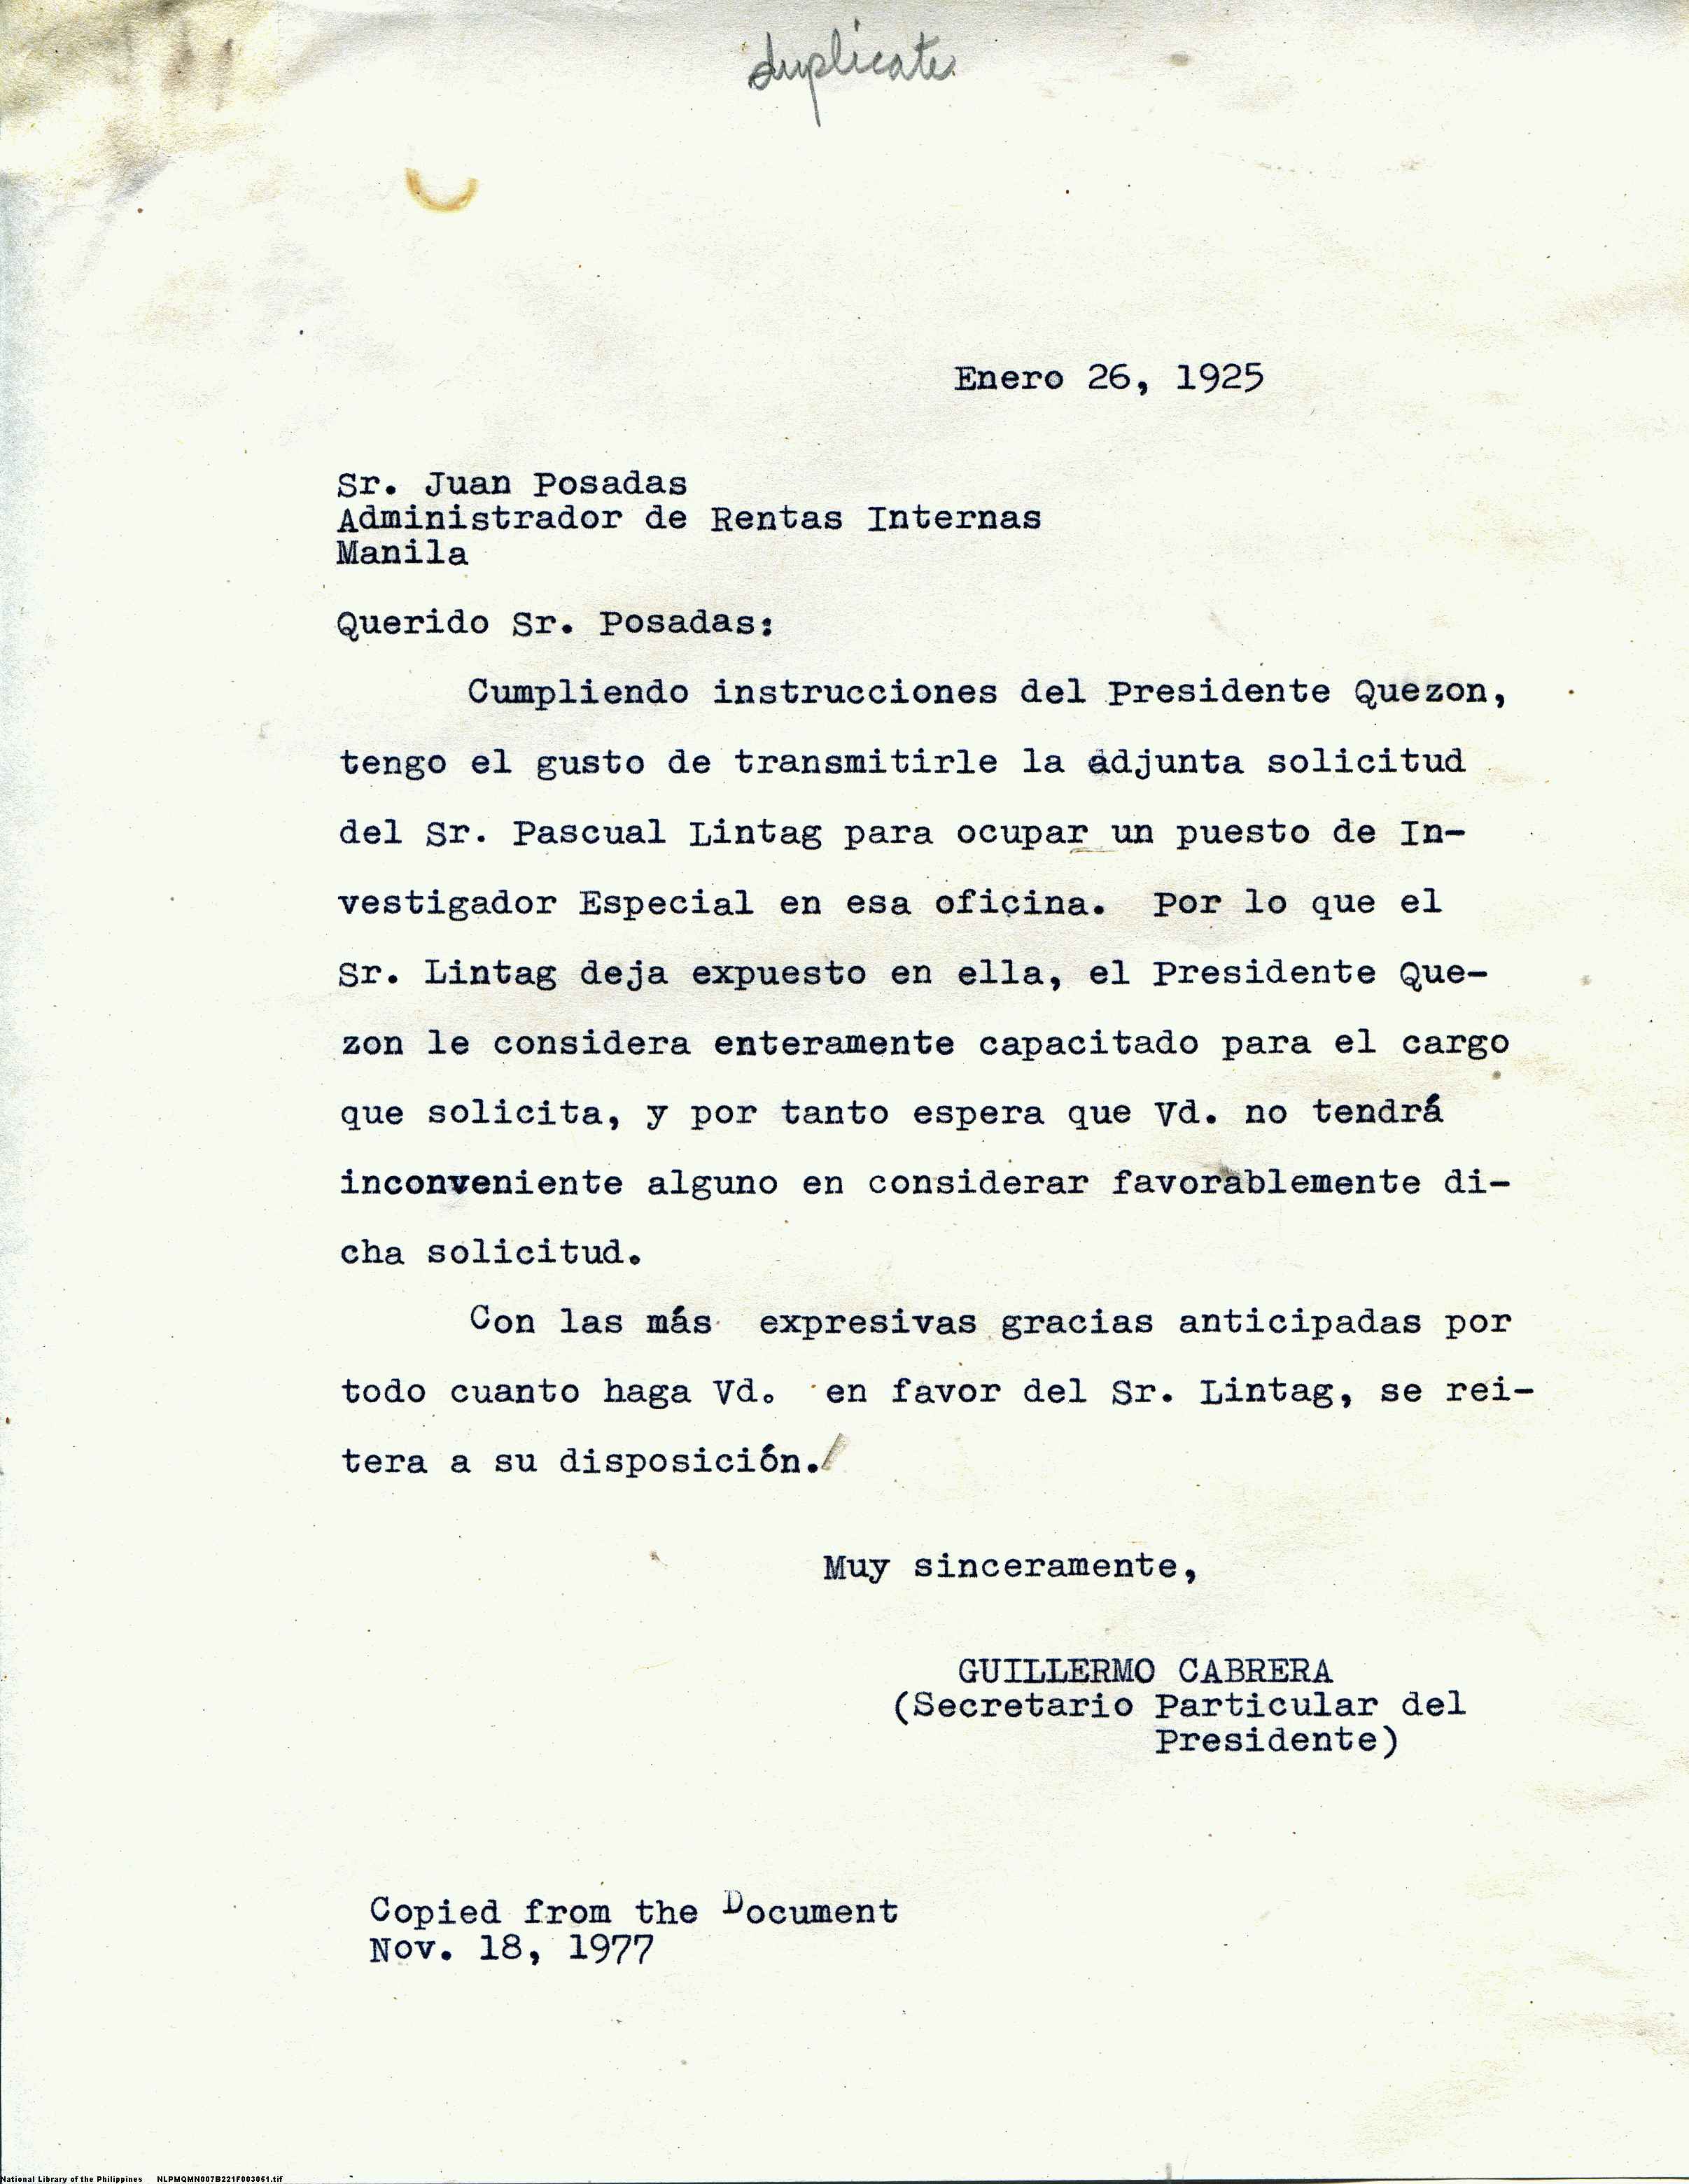 duplicate
Enero 26, 1925
Sr. Juan Posadas
Administrador de Rentas Internas
Manila
Querido Sr. Posadas:
Cumpliendo instrucciones del Presidente Quezon,
tengo el gusto de transmitirle la adjunta solicitud
del Sr. Pascual Lintag para ocupar un puesto de In-
vestigador Especial en esa oficina. Por lo que el
Sr. Lintag deja expuesto en ella, el Presidente Que-
zon le considera enteramente capacitado para el cargo
que solicita, y por tanto espera que Vd. no tendrá
inconveniente alguno en considerar favorablemente di-
cha solicitud.
Con las más expresivas gracias anticipadas por
todo cuanto haga Vd. en favor del Sr. Lintag, se rei-
tera a su disposición./
Muy sinceramente,
GUILLERMO CABRERA
(Secretario Particular del
Presidente)
Copied from the Document
Nov. 18, 1977
National Library of the Philippines NLPMQMN007B221F003051.tif